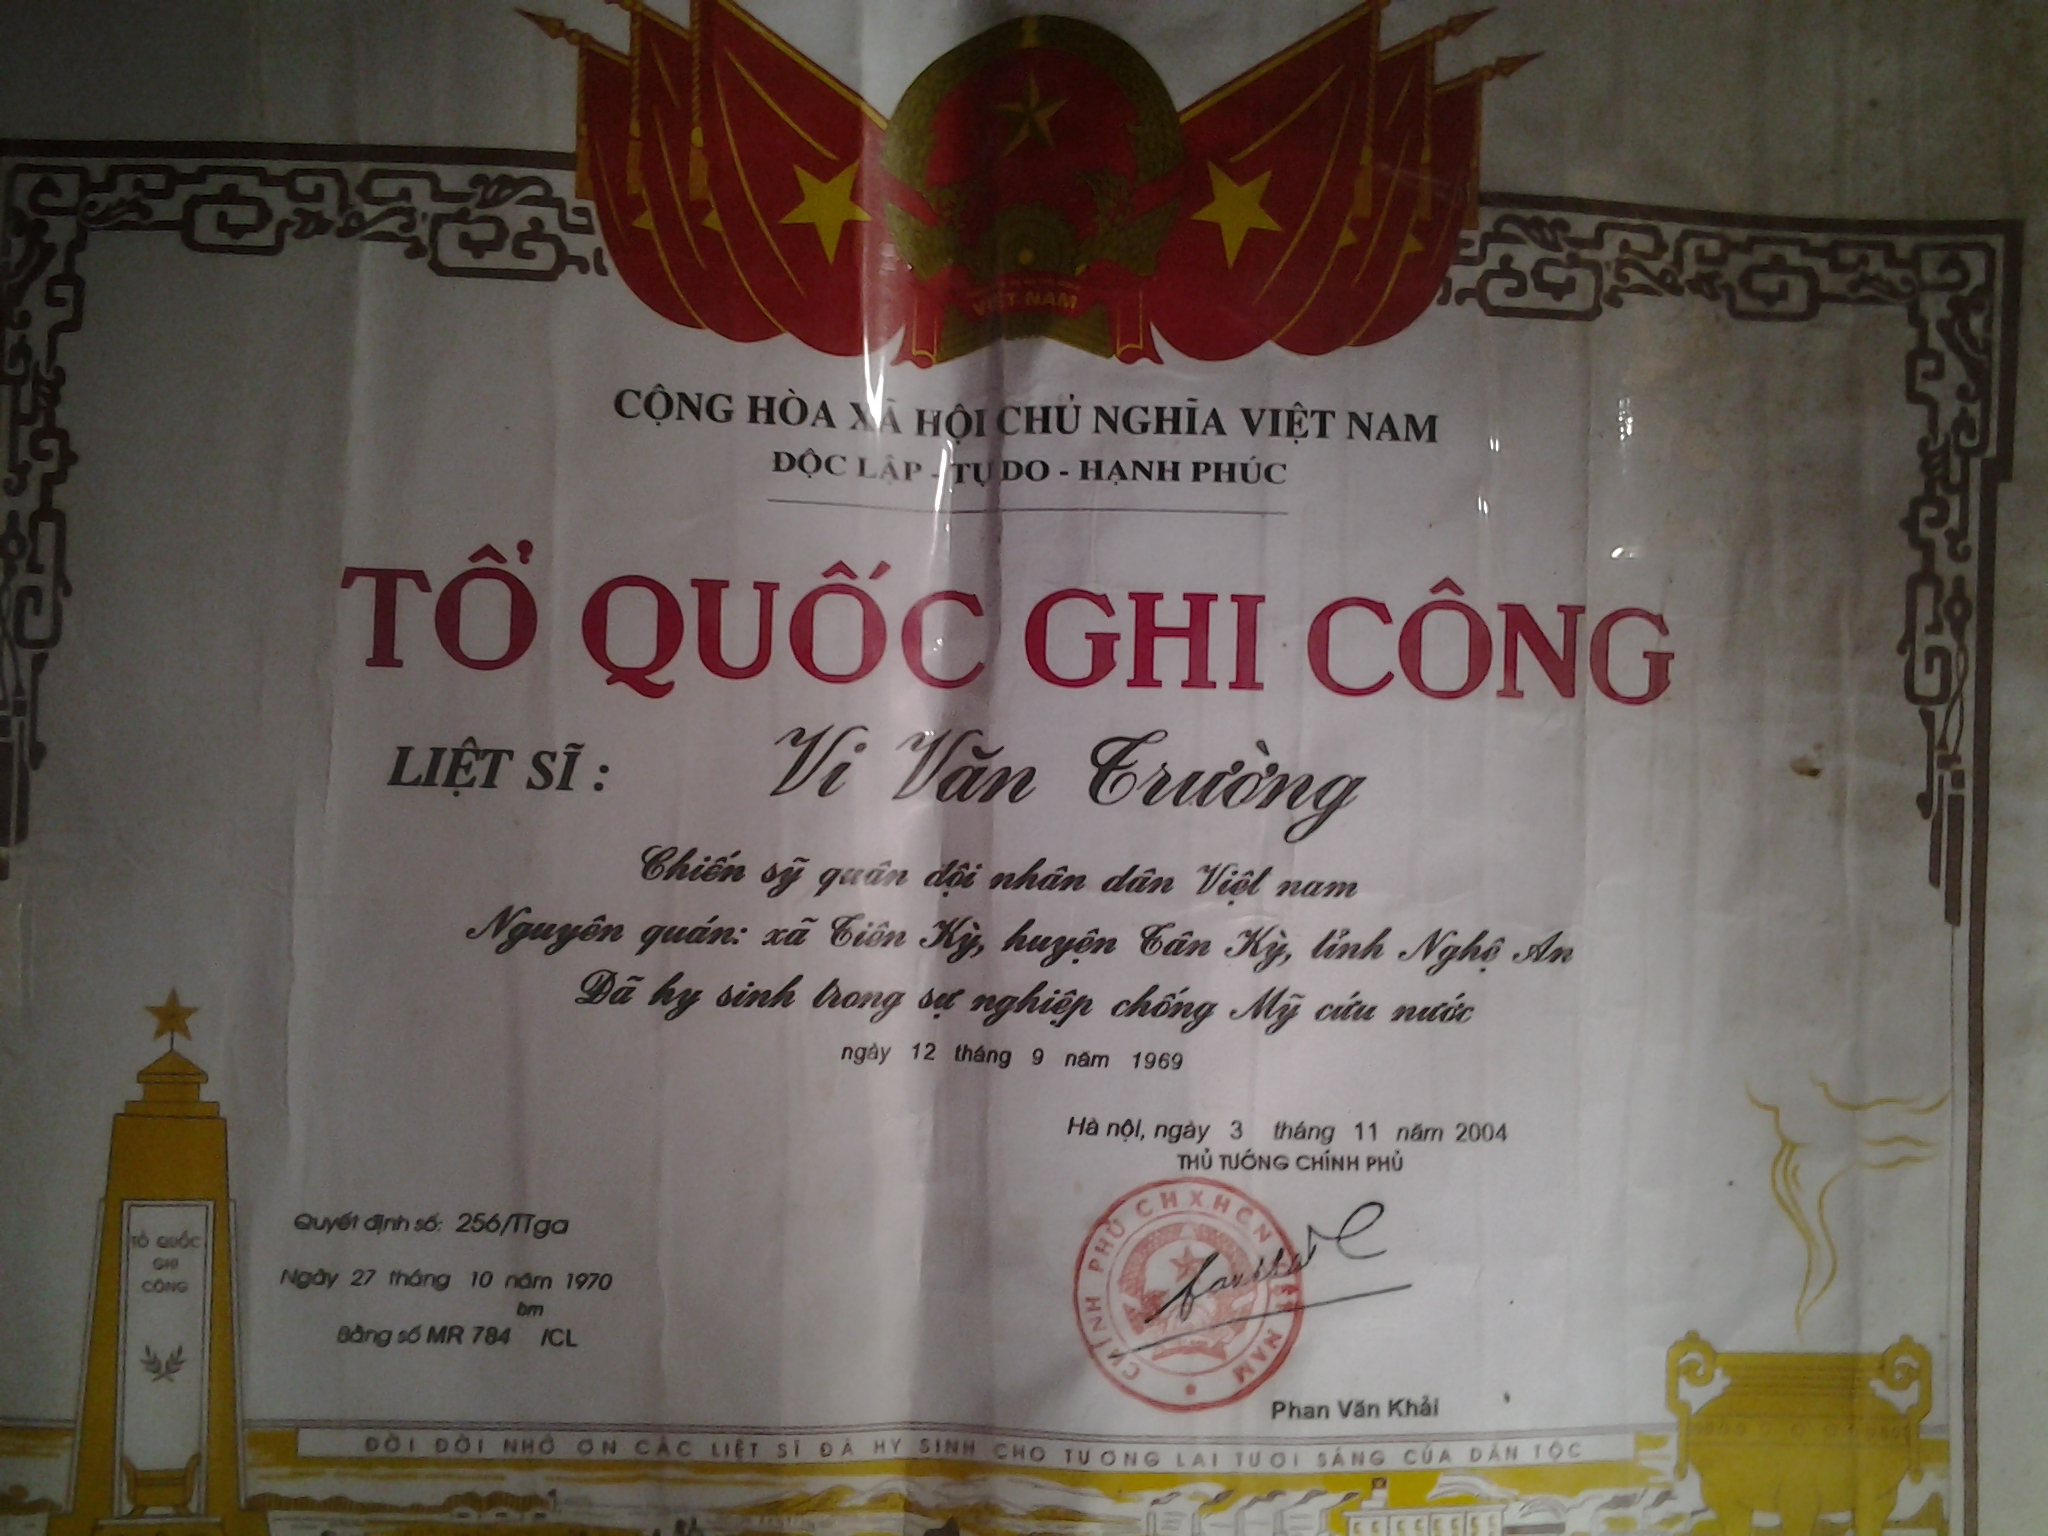 VIỆT NAM
CỘNG HÒA XÃ HỘI CHỦ NGHĨA VIỆT NAM
ĐỘC LẬP - TỰ DO - HẠNH PHÚC
TỔ QUỐC GHI CÔNG
LIỆT SĨ : Vi Văn Trường
Chiến sỹ quân đội nhân dân Việt nam
Nguyên quán: xã Tiên Kỳ, huyện Tân Kỳ, tỉnh Nghệ An
Đã hy sinh trong sự nghiệp chống Mỹ cứu nước
ngày 12 tháng 9 năm 1969
Hà nội, ngày 3 tháng 11 năm 2004
THỦ TƯỚNG CHÍNH PHỦ
CHÍNH PHỦ CHXHCN VIỆT NAM
Phan Văn Khải
Quyết định số: 256/TTga
Ngày 27 tháng 10 năm 1970
Bằng số MR 784 bm /CL
TỔ QUỐC
GHI
CÔNG
ĐỜI ĐỜI NHỚ ƠN CÁC LIỆT SĨ ĐÃ HY SINH CHO TƯƠNG LAI TƯƠI SÁNG CỦA DÂN TỘC